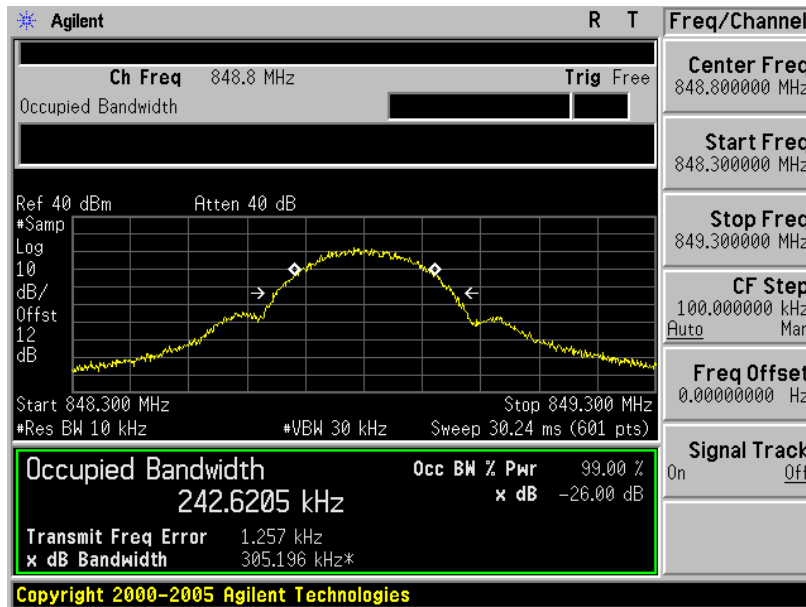 Agilent R T
Freq/Channel
Ch Freq 848.8 MHz Trig Free
Occupied Bandwidth
Center Freq
848.800000 MHz
Start Freq
848.300000 MHz
Stop Freq
849.300000 MHz
CF Step
100.000000 kHz
Auto Man
Freq Offset
0.00000000 Hz
Signal Track
On Off
Ref 40 dBm Atten 40 dB
#Samp
Log
10
dB/
Offst
12
dB
Start 848.300 MHz Stop 849.300 MHz
#Res BW 10 kHz #VBW 30 kHz Sweep 30.24 ms (601 pts)
Occupied Bandwidth
242.6205 kHz
Occ BW % Pwr 99.00 %
x dB -26.00 dB
Transmit Freq Error 1.257 kHz
x dB Bandwidth 305.196 kHz*
Copyright 2000-2005 Agilent Technologies